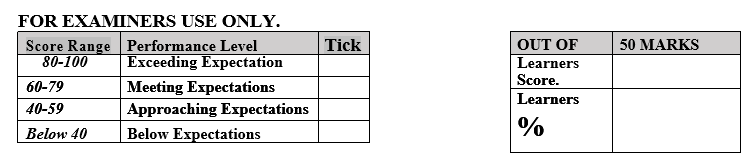 FOR EXAMINERS USE ONLY.
Score Range Performance Level Tick
80-100 Exceeding Expectation
60-79 Meeting Expectations
40-59 Approaching Expectations
Below 40 Below Expectations
OUT OF 50 MARKS
Learners
Score.
Learners
%